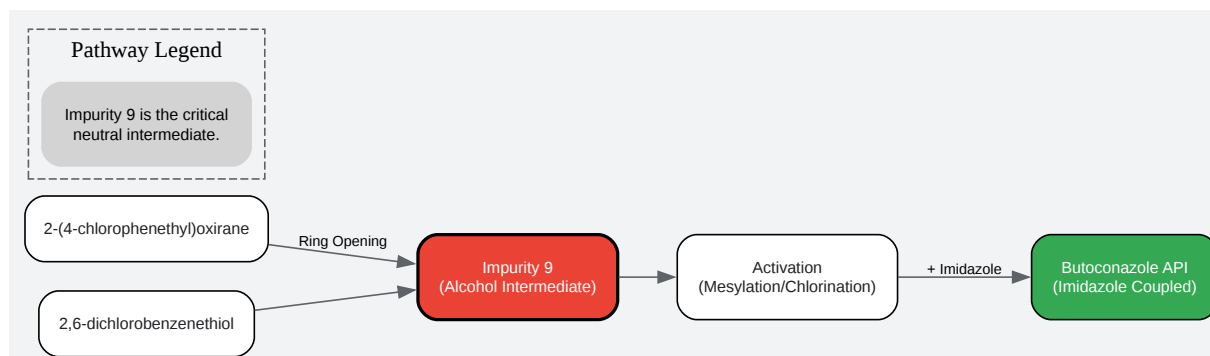 Pathway Legend
Impurity 9 is the critical
neutral intermediate.
2-(4-chlorophenethyl)oxirane
Ring Opening
2,6-dichlorobenzenethiol
Impurity 9
(Alcohol Intermediate)
Activation
(Mesylation/Chlorination)
+ Imidazole
Butoconazole API
(Imidazole Coupled)